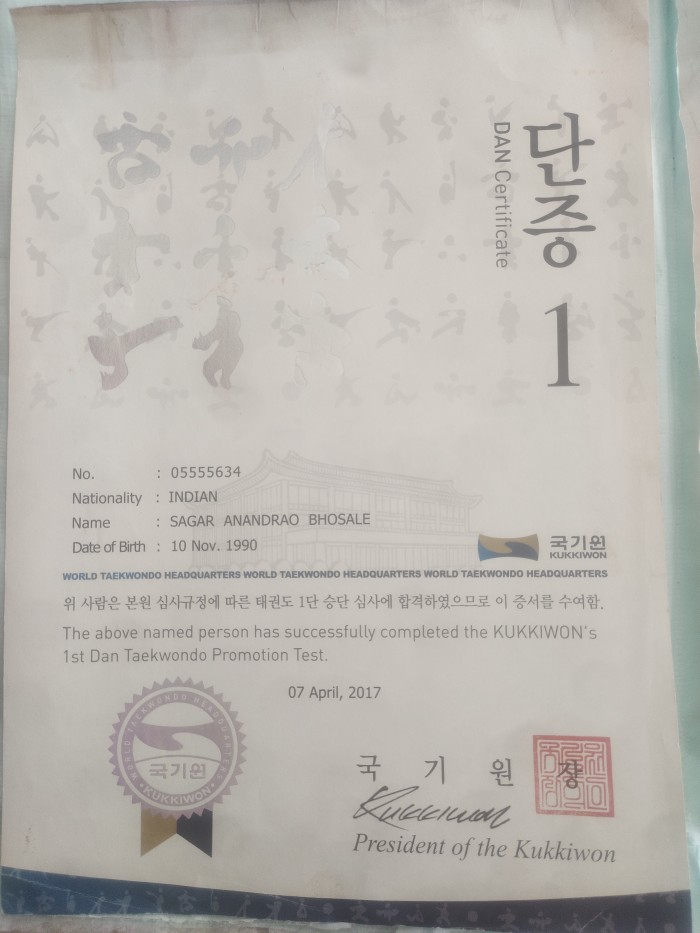 단증
DAN Certificate
1
No. : 05555634
Nationality : INDIAN
Name : SAGAR ANANDRAO BHOSALE
Date of Birth : 10 Nov. 1990
국기원
KUKKIWON
WORLD TAEKWONDO HEADQUARTERS WORLD TAEKWONDO HEADQUARTERS WORLD TAEKWONDO HEADQUARTERS
위 사람은 본원 심사규정에 따른 태권도 1단 승단 심사에 합격하였으므로 이 증서를 수여함.
The above named person has successfully completed the KUKKIWON's
1st Dan Taekwondo Promotion Test.
07 April, 2017
WORLD TAEKWONDO HEADQUARTERS
국기원
KUKKIWON
국 기 원 장
Kukkiwon
President of the Kukkiwon